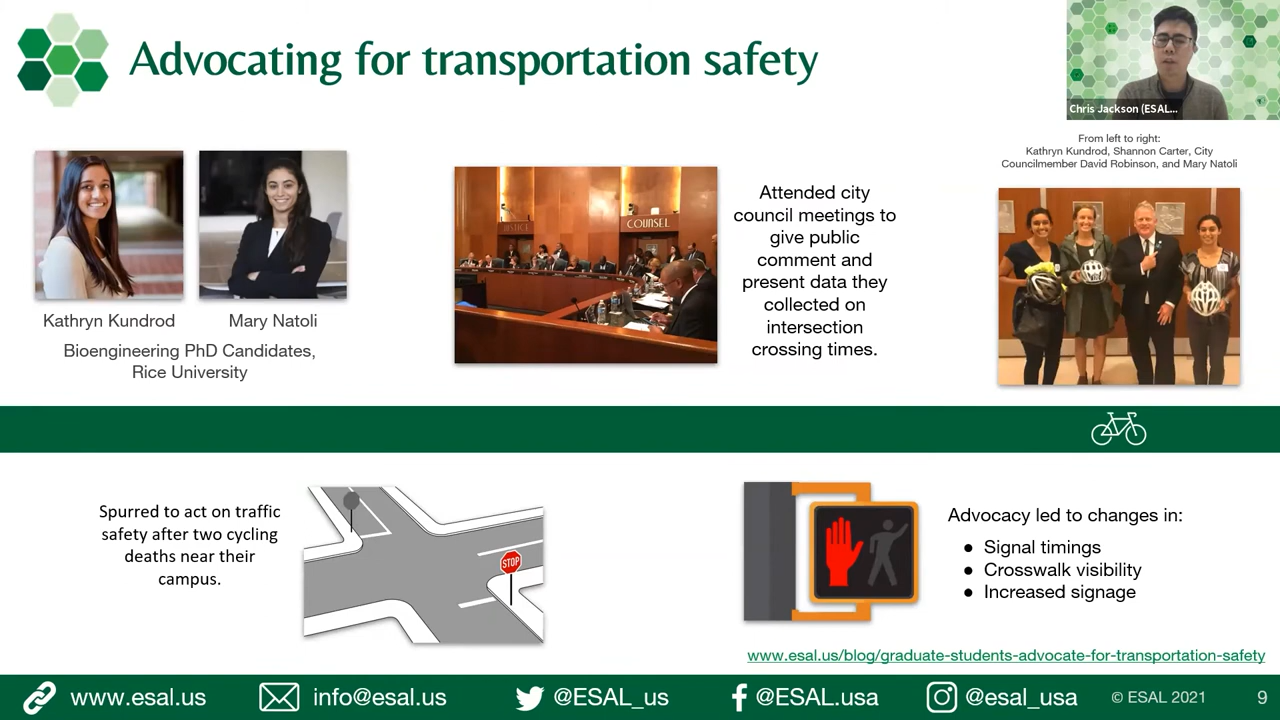 Advocating for transportation safety
Chris Jackson (ESAL...
From left to right:
Kathryn Kundrod, Shannon Carter, City
Councilmember David Robinson, and Mary Natoli
Kathryn Kundrod
Mary Natoli
Bioengineering PhD Candidates,
Rice University
JUSTICE
COUNSEL
Attended city
council meetings to
give public
comment and
present data they
collected on
intersection
crossing times.
Spurred to act on traffic
safety after two cycling
deaths near their
campus.
STOP
Advocacy led to changes in:
● Signal timings
● Crosswalk visibility
● Increased signage
www.esal.us/blog/graduate-students-advocate-for-transportation-safety
www.esal.us
info@esal.us
@ESAL_us
@ESAL.usa
@esal_usa
© ESAL 2021
9